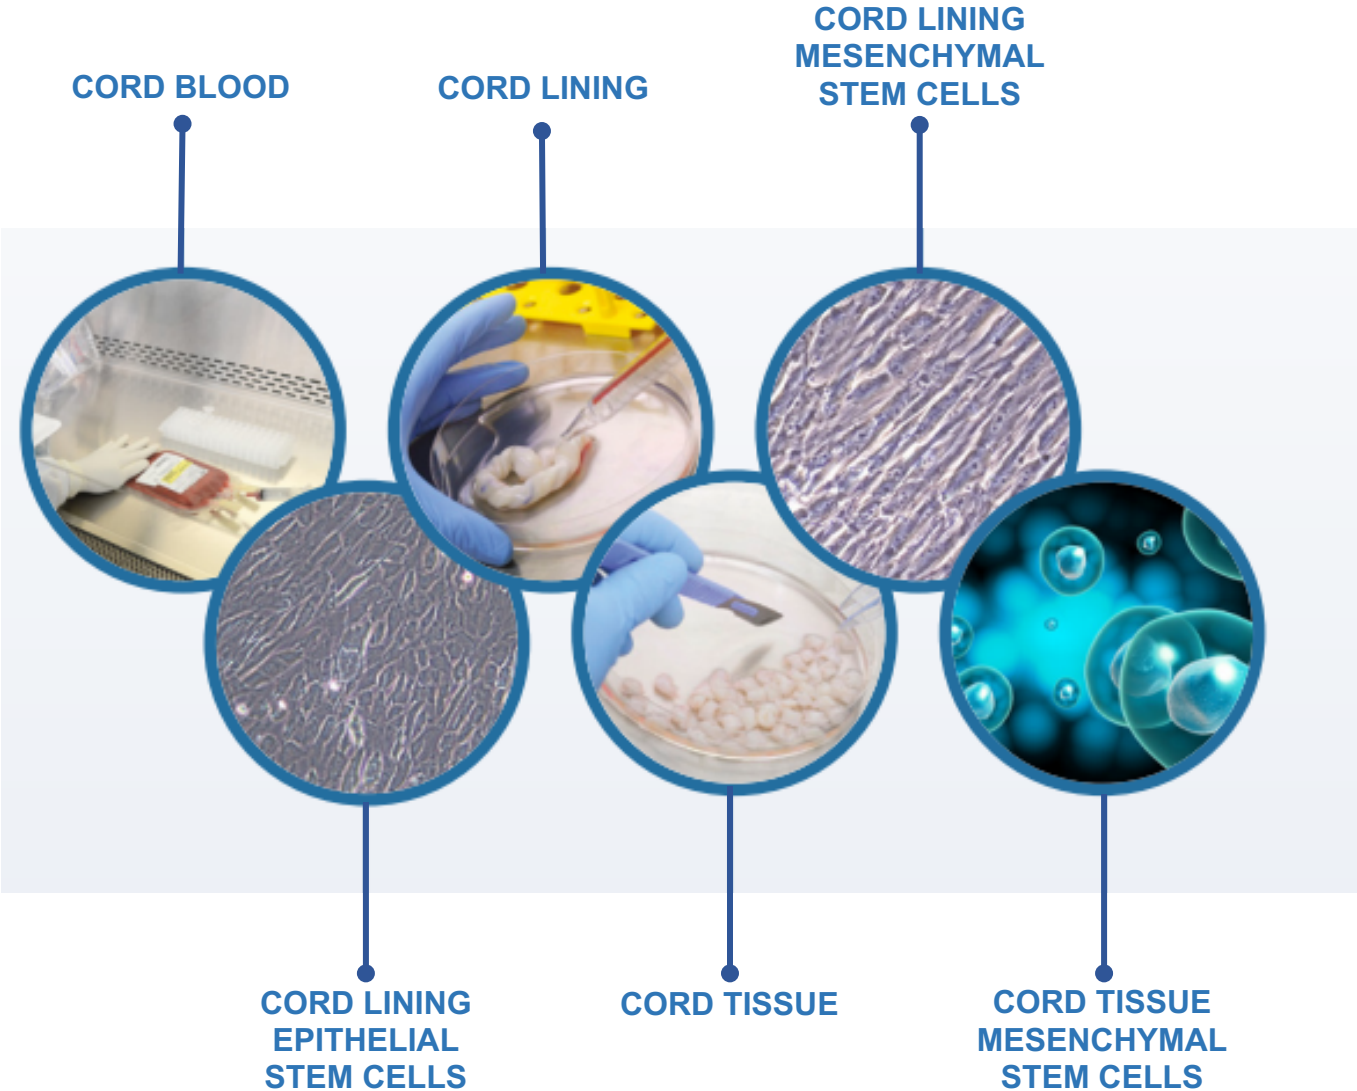 CORD BLOOD
CORD LINING
CORD LINING
MESENCHYMAL
STEM CELLS
CORD LINING
EPITHELIAL
STEM CELLS
CORD TISSUE
CORD TISSUE
MESENCHYMAL
STEM CELLS